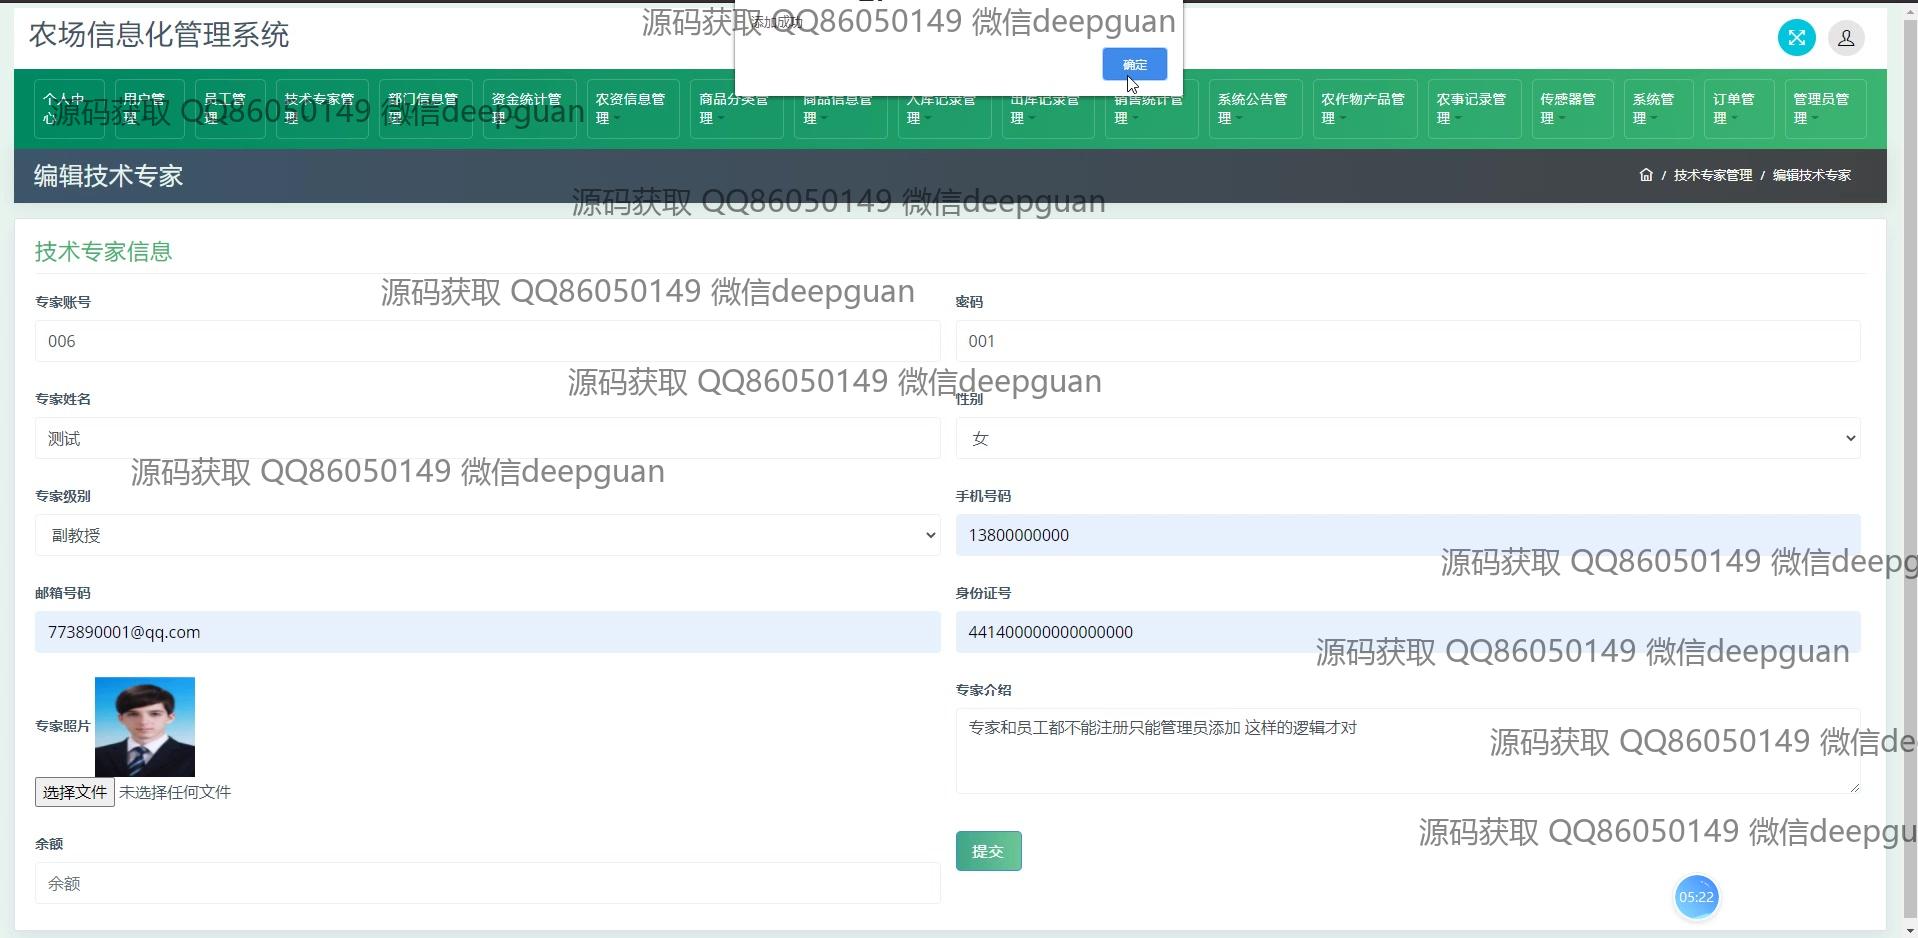 农场信息化管理系统
源码获取 QQ86050149 微信deepguan
添加成功
确定
个人中心
用户管理
员工管理
技术专家管理
部门信息管理
资金统计管理
农资信息管理
商品分类管理
商品信息管理
入库记录管理
出库记录管理
销售统计管理
系统公告管理
农作物产品管理
农事记录管理
传感器管理
系统管理
订单管理
管理员管理
源码获取 QQ86050149 微信deepguan
编辑技术专家
/ 技术专家管理 / 编辑技术专家
源码获取 QQ86050149 微信deepguan
技术专家信息
源码获取 QQ86050149 微信deepguan
专家账号
密码
006
001
源码获取 QQ86050149 微信deepguan
专家姓名
性别
测试
女
源码获取 QQ86050149 微信deepguan
专家级别
手机号码
副教授
13800000000
源码获取 QQ86050149 微信deepg
邮箱号码
身份证号
773890001@qq.com
441400000000000000
源码获取 QQ86050149 微信deepguan
专家照片
专家介绍
专家和员工都不能注册只能管理员添加 这样的逻辑才对
源码获取 QQ86050149 微信de
选择文件 未选择任何文件
源码获取 QQ86050149 微信deepgu
余额
提交
余额
05:22